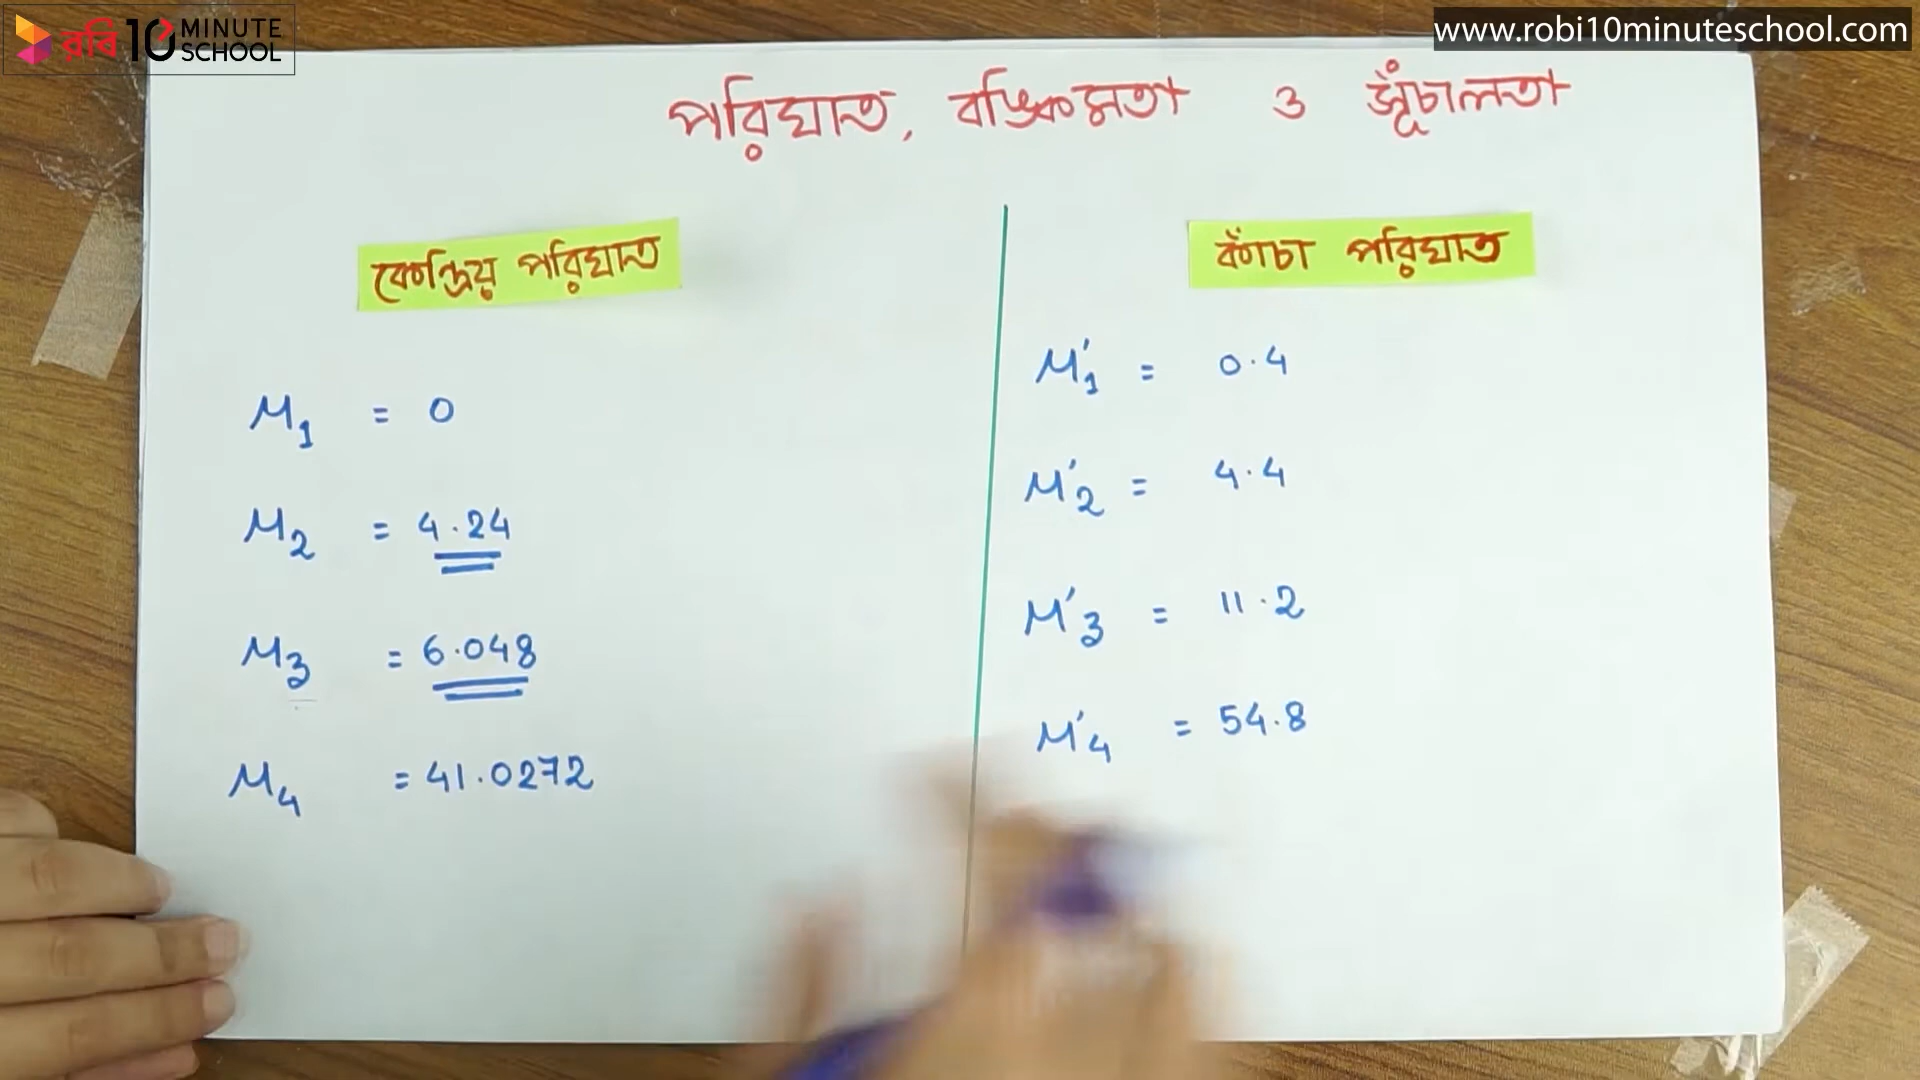 রবি 10 MINUTE SCHOOL
www.robi10minuteschool.com
পরিঘাত, বঙ্কিমতা ও সূঁচালতা
কেন্দ্রিয় পরিঘাত
μ₁ = 0
μ₂ = 4.24
μ₃ = 6.048
μ₄ = 41.0272
কাঁচা পরিঘাত
μ'₁ = 0.4
μ'₂ = 4.4
μ'₃ = 11.2
μ'₄ = 54.8